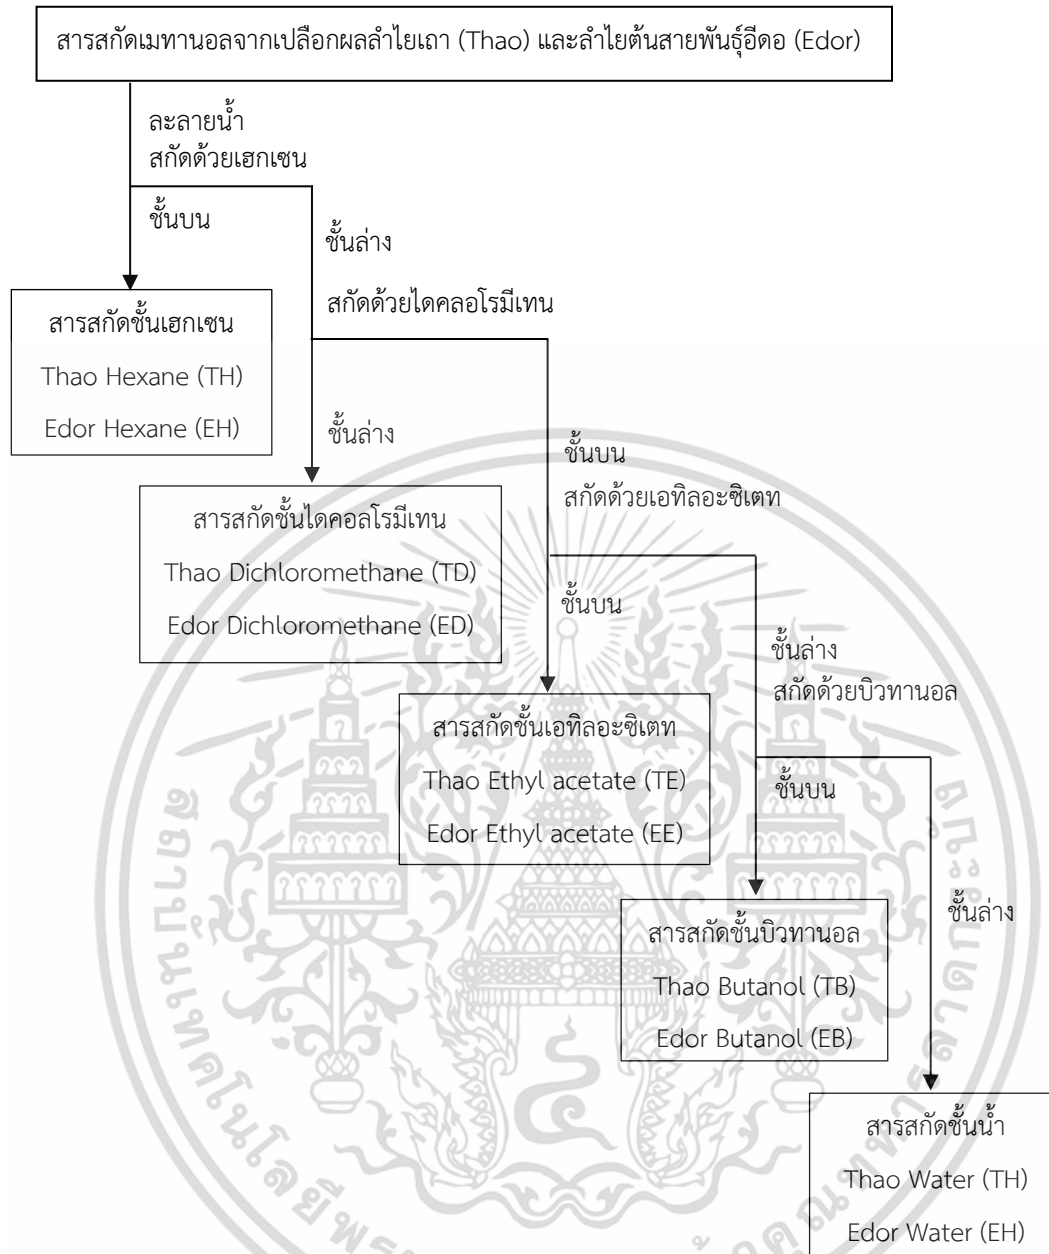 สารสกัดเมทานอลจากเปลือกผลลำไยเถา (Thao) และลำไยต้นสายพันธุ์อีดอ (Edor)
ละลายน้ำ
สกัดด้วยเฮกเซน
ชั้นบน
ชั้นล่าง
สกัดด้วยไดคลอโรมีเทน
สารสกัดชั้นเฮกเซน
Thao Hexane (TH)
Edor Hexane (EH)
ชั้นล่าง
ชั้นบน
สกัดด้วยเอทิลอะซิเตท
สารสกัดชั้นไดคอลโรมีเทน
Thao Dichloromethane (TD)
Edor Dichloromethane (ED)
ชั้นบน
ชั้นล่าง
สกัดด้วยบิวทานอล
สารสกัดชั้นเอทิลอะซิเตท
Thao Ethyl acetate (TE)
Edor Ethyl acetate (EE)
ชั้นบน
ชั้นล่าง
สารสกัดชั้นบิวทานอล
Thao Butanol (TB)
Edor Butanol (EB)
สารสกัดชั้นน้ำ
Thao Water (TH)
Edor Water (EH)